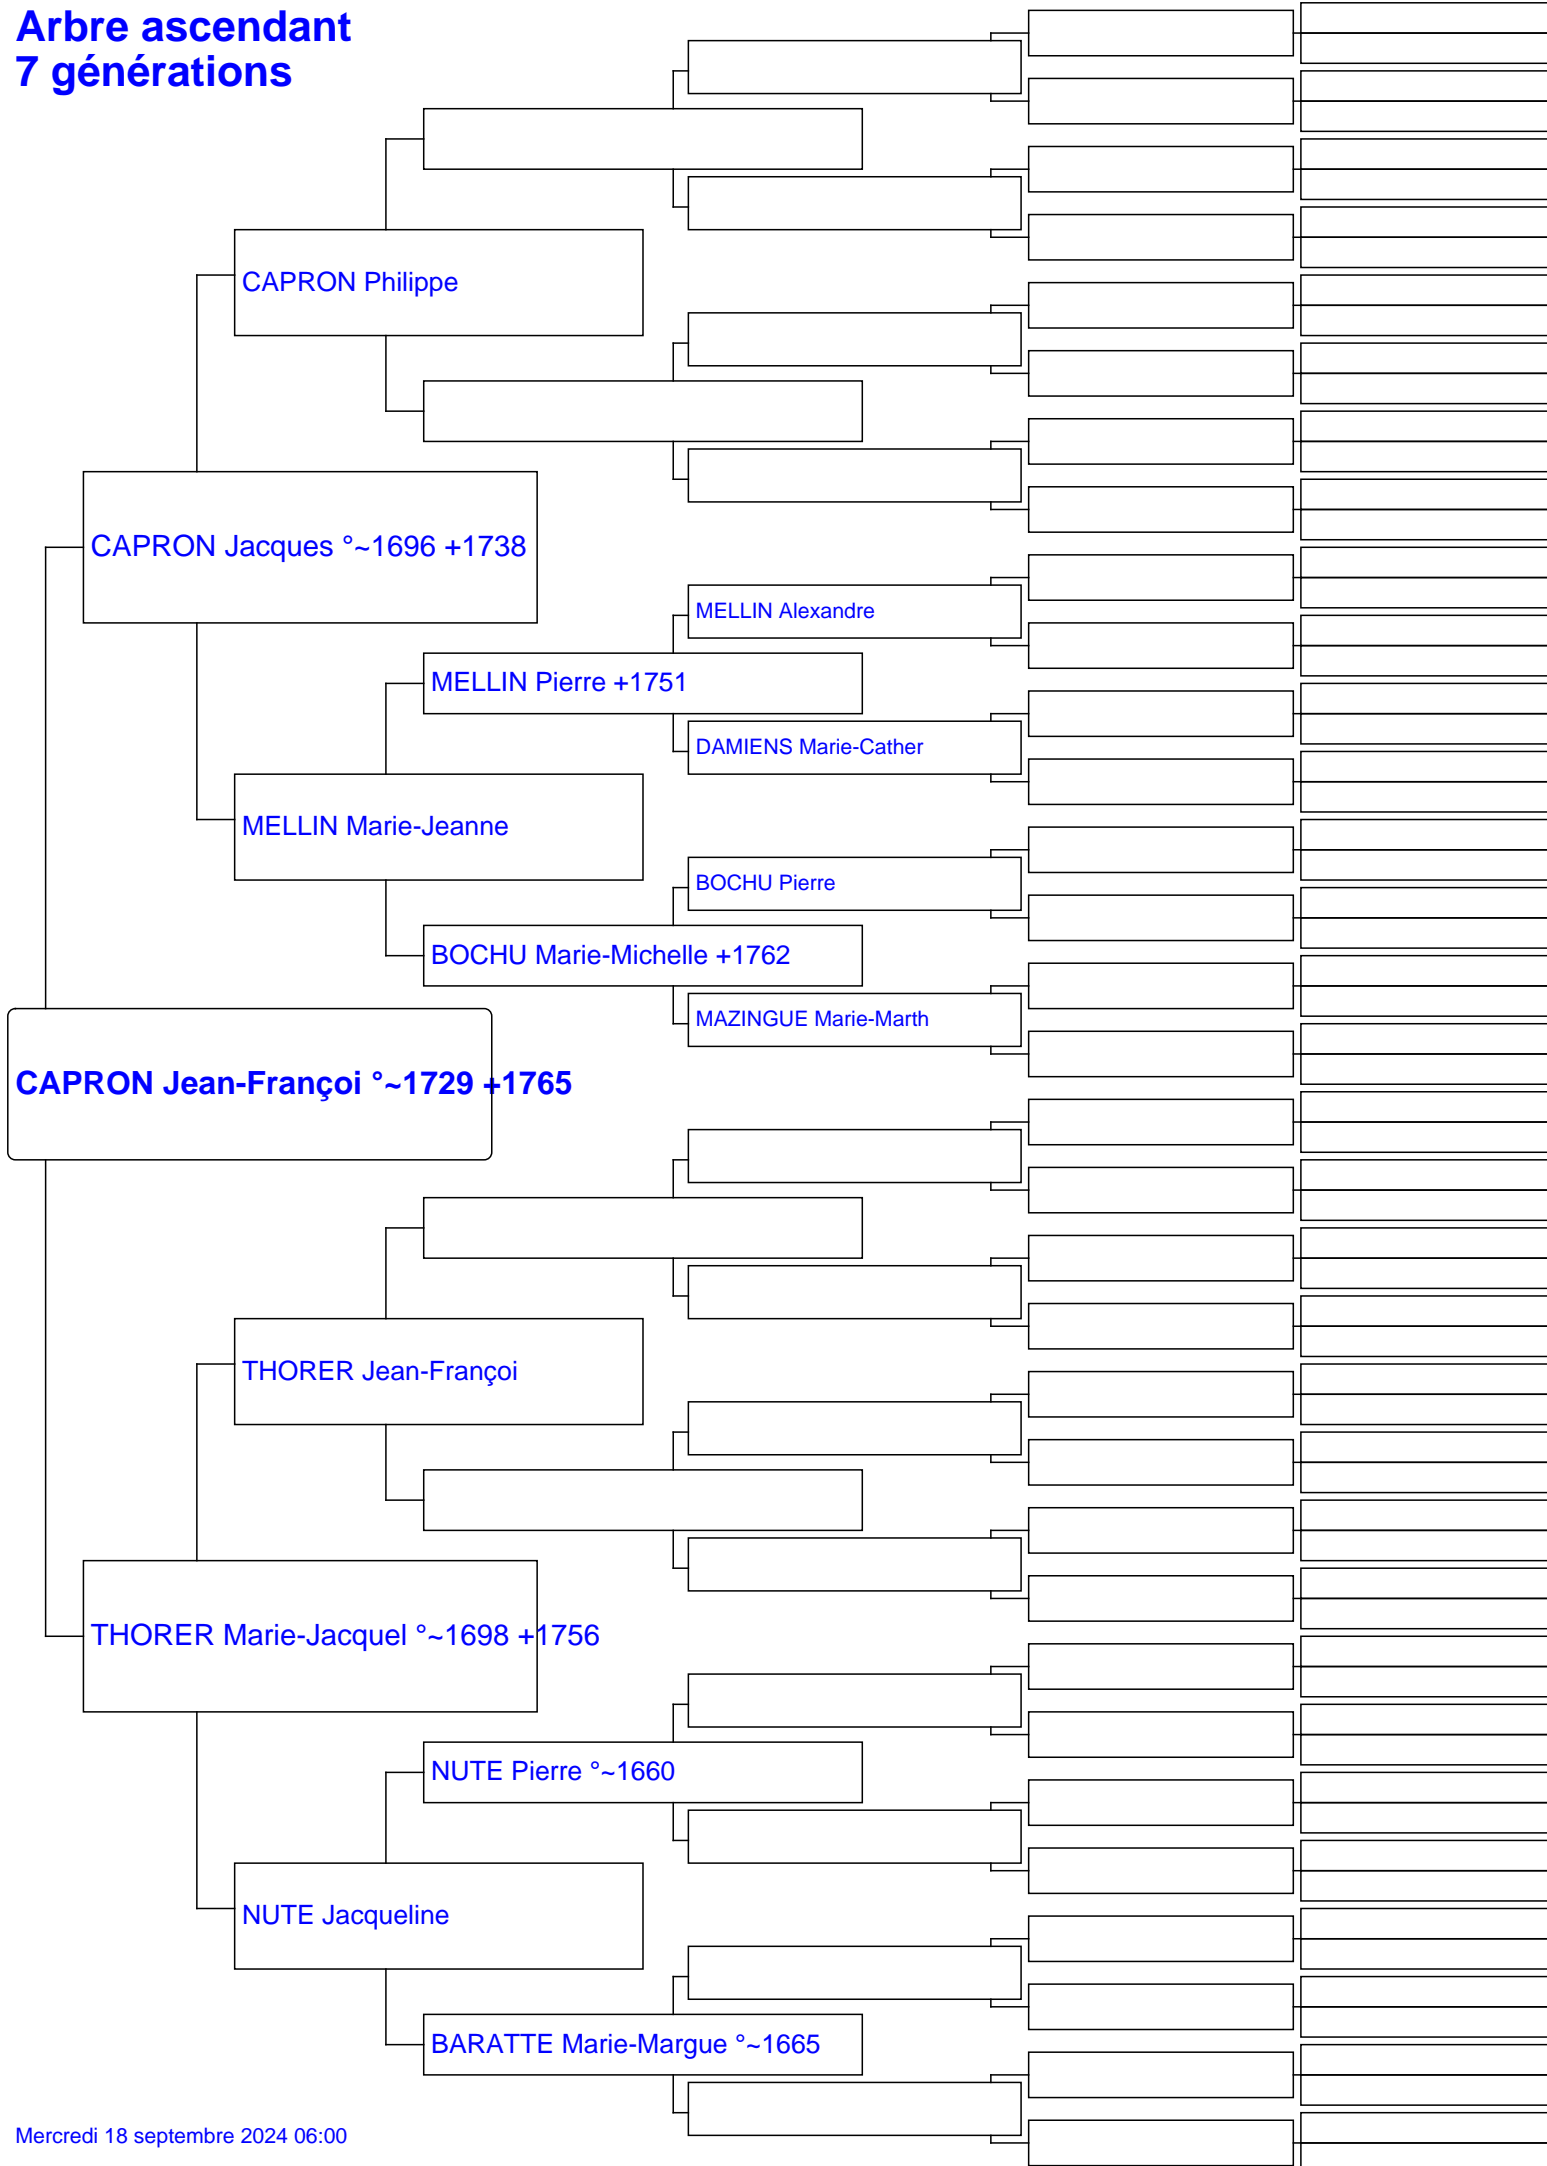 Arbre ascendant
7 générations
CAPRON Philippe
CAPRON Jacques °~1696 +1738
MELLIN Alexandre
MELLIN Pierre +1751
DAMIENS Marie-Cather
MELLIN Marie-Jeanne
BOCHU Pierre
BOCHU Marie-Michelle +1762
MAZINGUE Marie-Marth
CAPRON Jean-Françoi °~1729 +1765
THORER Jean-Françoi
THORER Marie-Jacquel °~1698 +1756
NUTE Pierre °~1660
NUTE Jacqueline
BARATTE Marie-Margue °~1665
Mercredi 18 septembre 2024 06:00